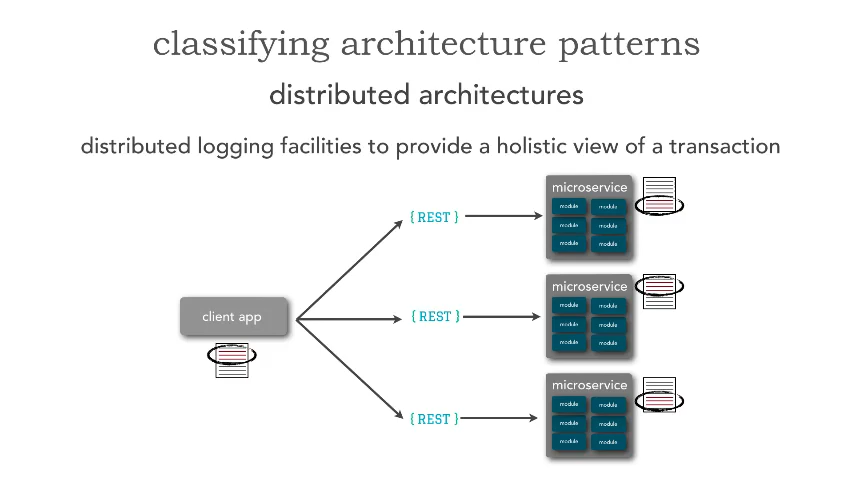 classifying architecture patterns
distributed architectures
distributed logging facilities to provide a holistic view of a transaction
microservice
module module
module module
module module
{ REST }
microservice
module module
module module
module module
client app
{ REST }
microservice
module module
module module
module module
{ REST }